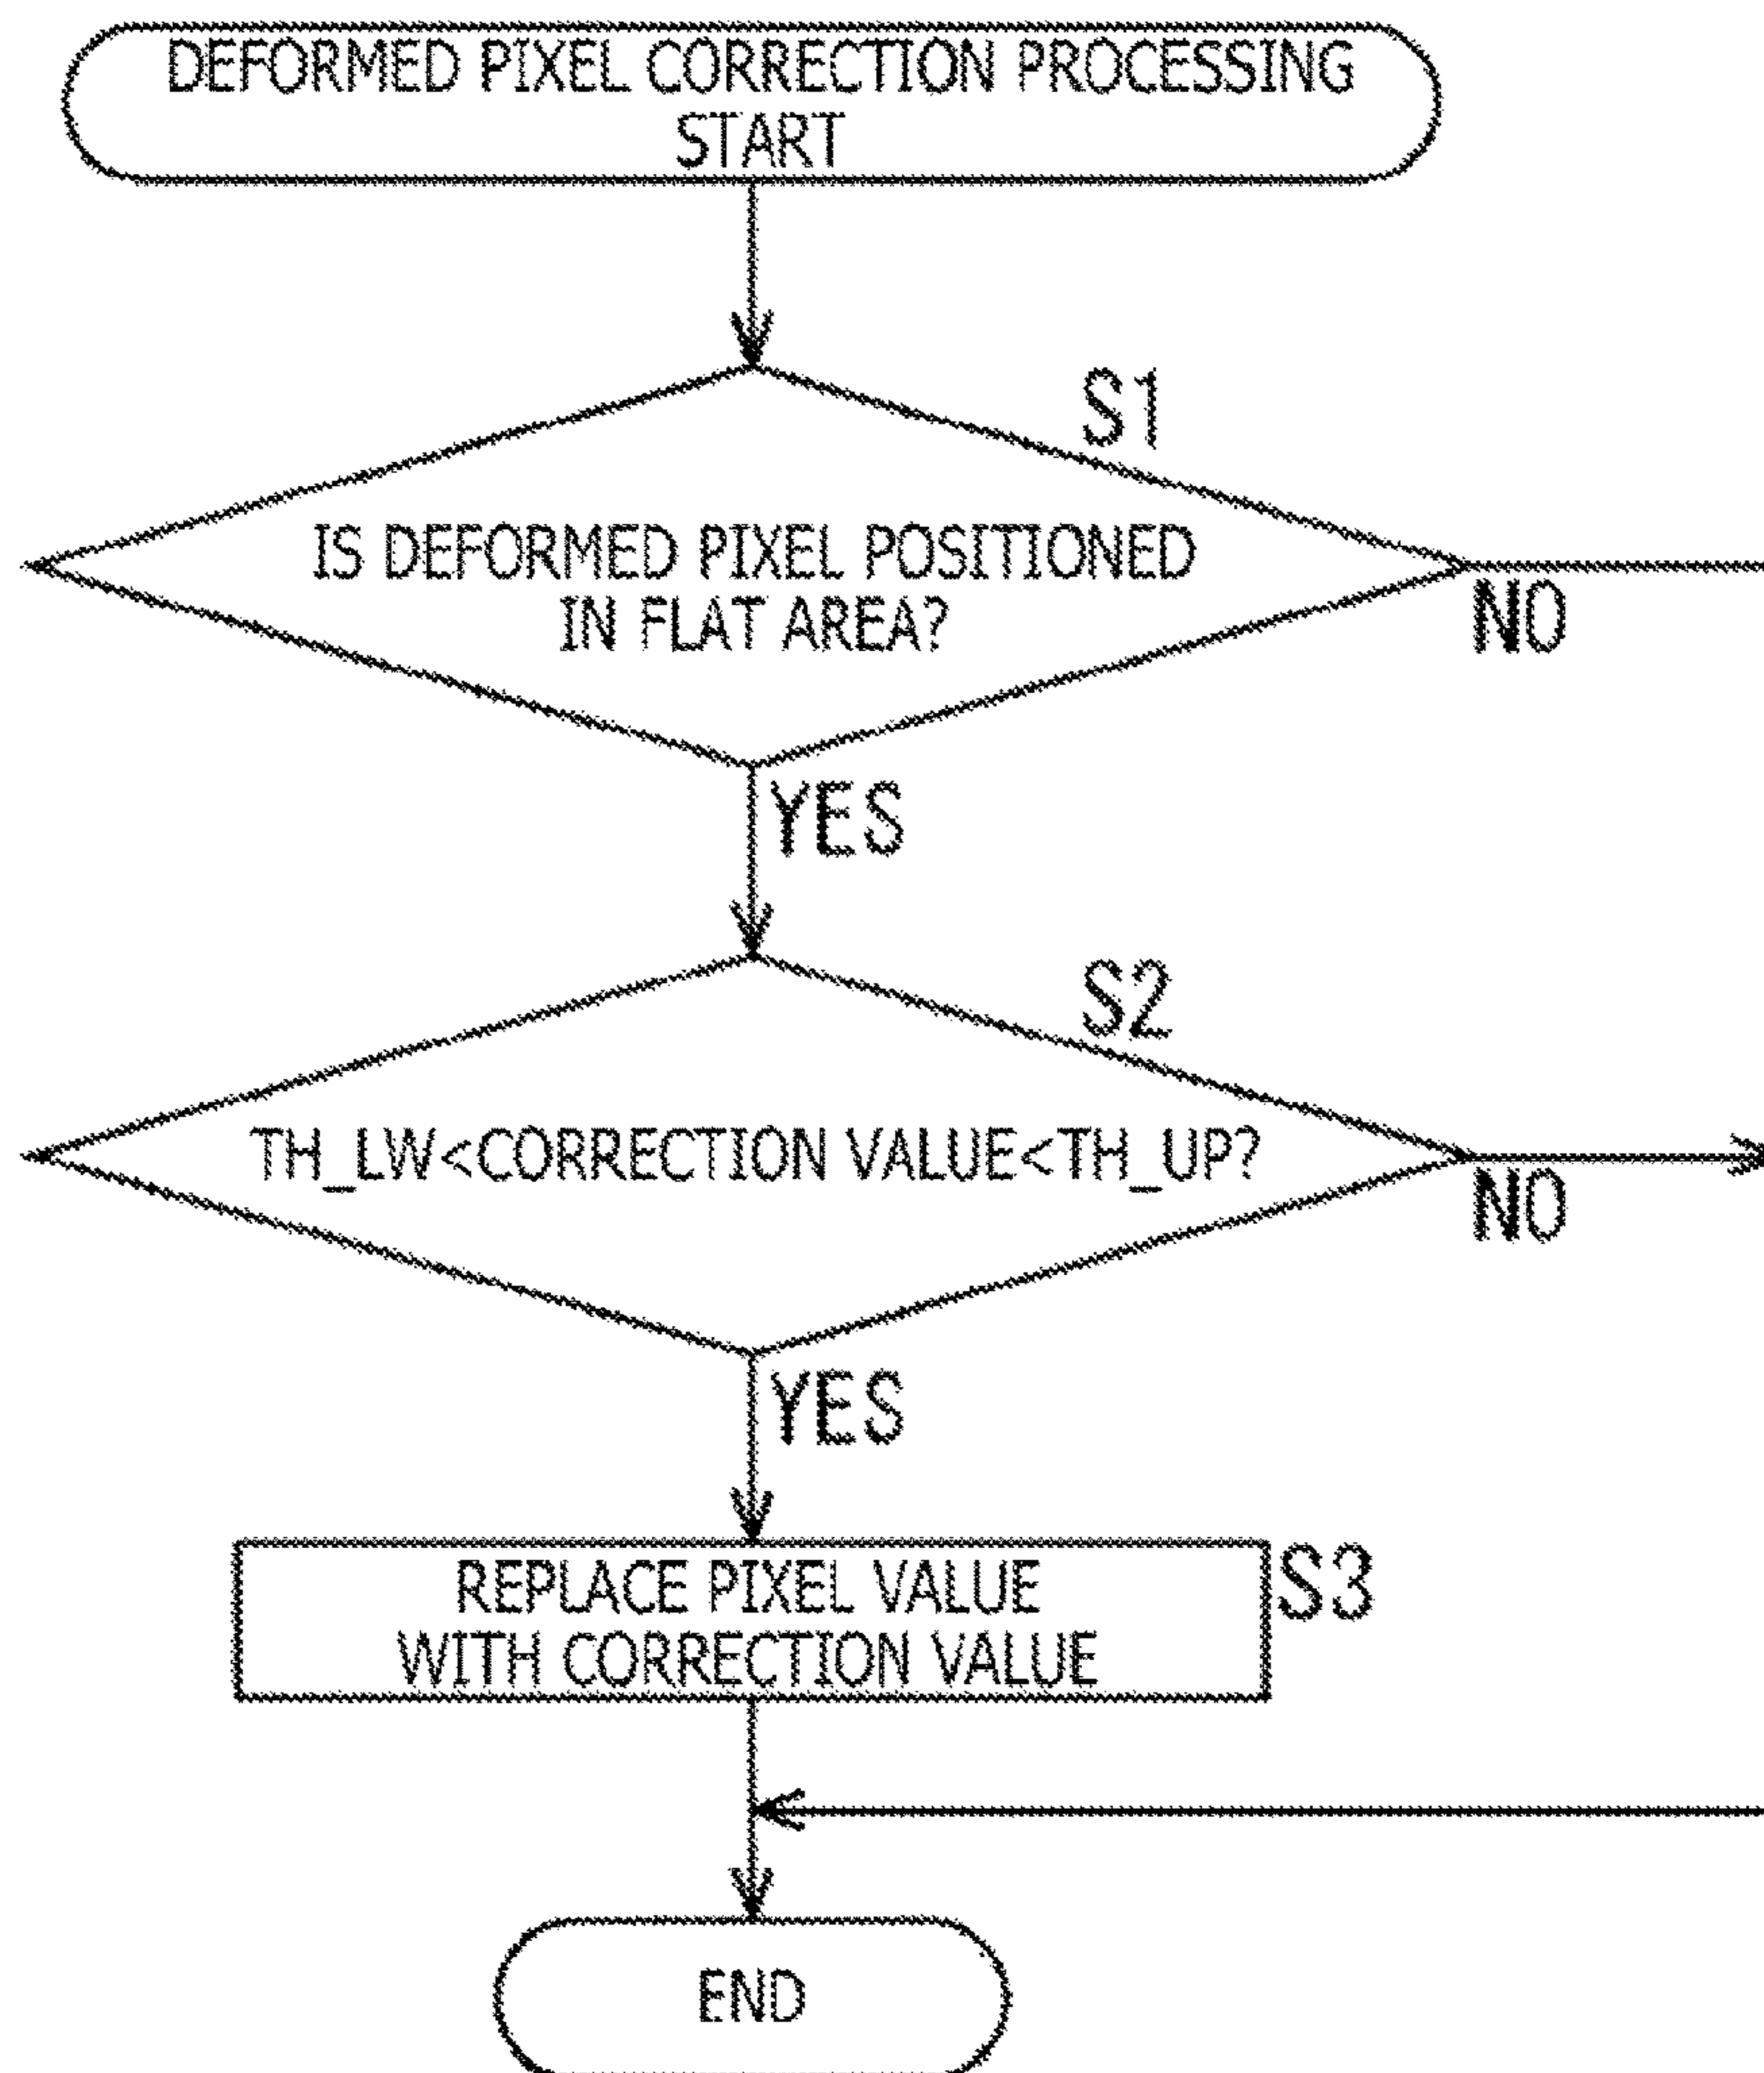 DEFORMED PIXEL CORRECTION PROCESSING
START
S1
IS DEFORMED PIXEL POSITIONED
IN FLAT AREA?
NO
YES
S2
TH_LW<CORRECTION VALUE<TH_UP?
NO
YES
REPLACE PIXEL VALUE
WITH CORRECTION VALUE
S3
END